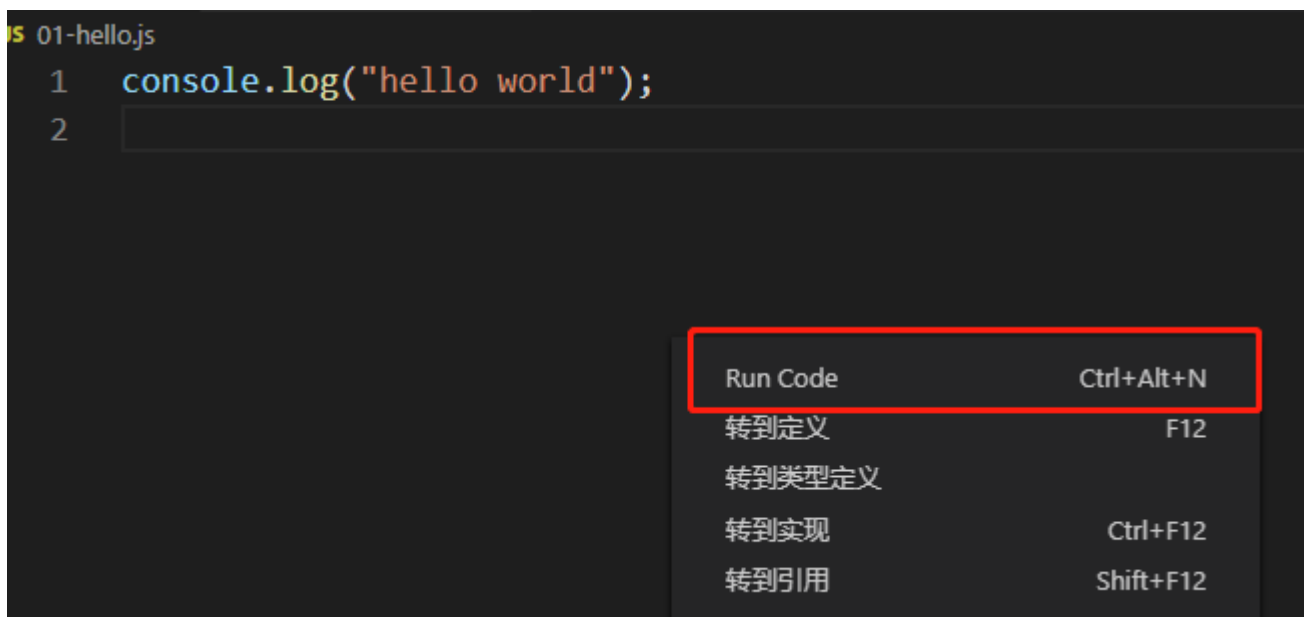 JS 01-hello.js
1 console.log("hello world");
2
Run Code Ctrl+Alt+N
转到定义 F12
转到类型定义
转到实现 Ctrl+F12
转到引用 Shift+F12